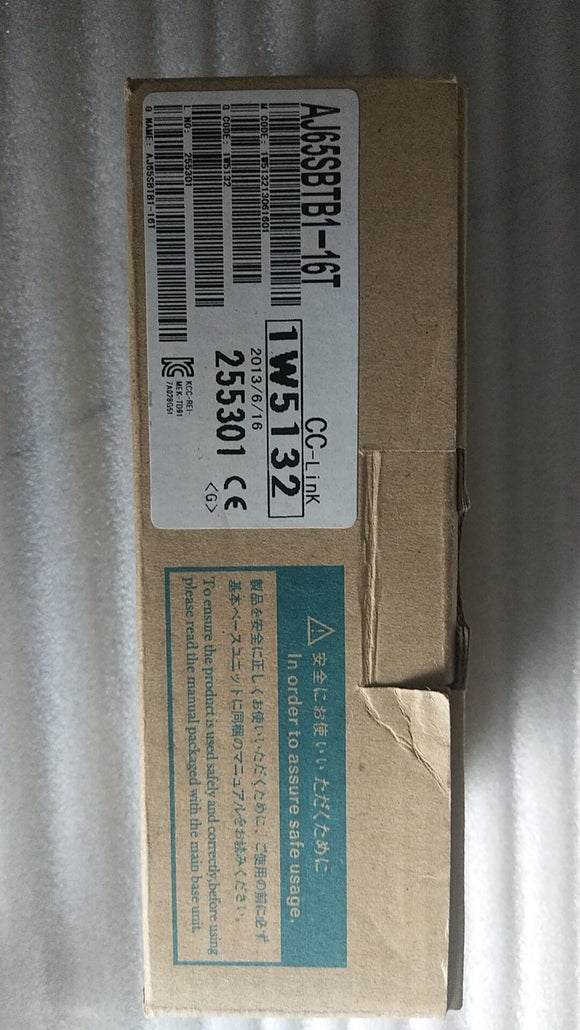 AJ65SBTB1-16T
CC-Link
M CODE: 1W513213061601
1W5132
G CODE: 1W5132
2013/6/16
L NO: 255301
255301 CE
<G>
G NAME: AJ65SBTB1-16T
KCC-REI-
MEK-TD91
7A028G51
安全にお使いいただくために
In order to assure safe usage.
製品を安全に正しくお使いいただくために、ご使用の前に必ず
基本ベースユニットに同梱のマニュアルをお読みください。
To ensure the product is used safely and correctly, before using
please read the manual packaged with the main base unit.